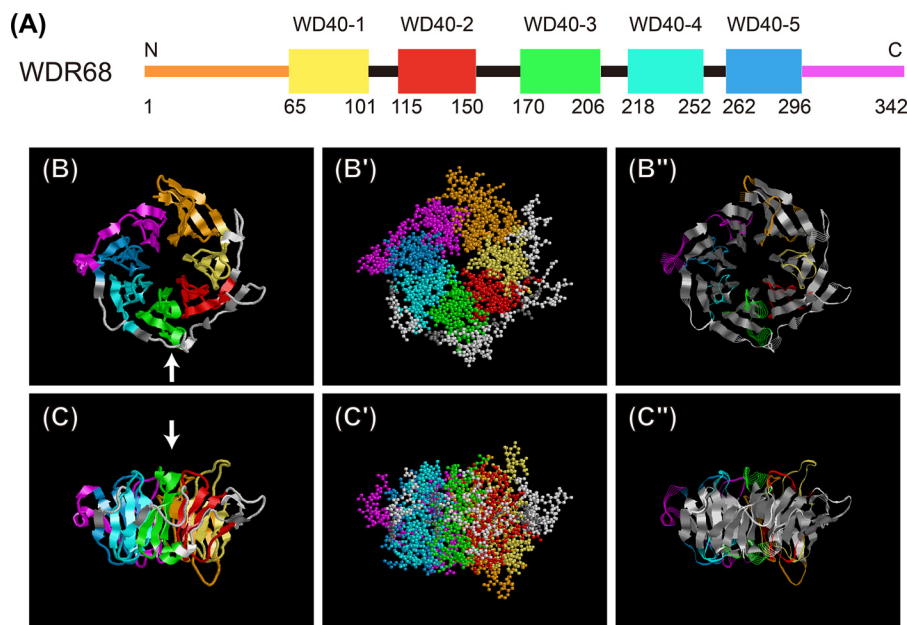 (A)
WD40-1 WD40-2 WD40-3 WD40-4 WD40-5
N C
WDR68
1 65 101 115 150 170 206 218 252 262 296 342
(B) (B') (B'')
(C) (C') (C'')